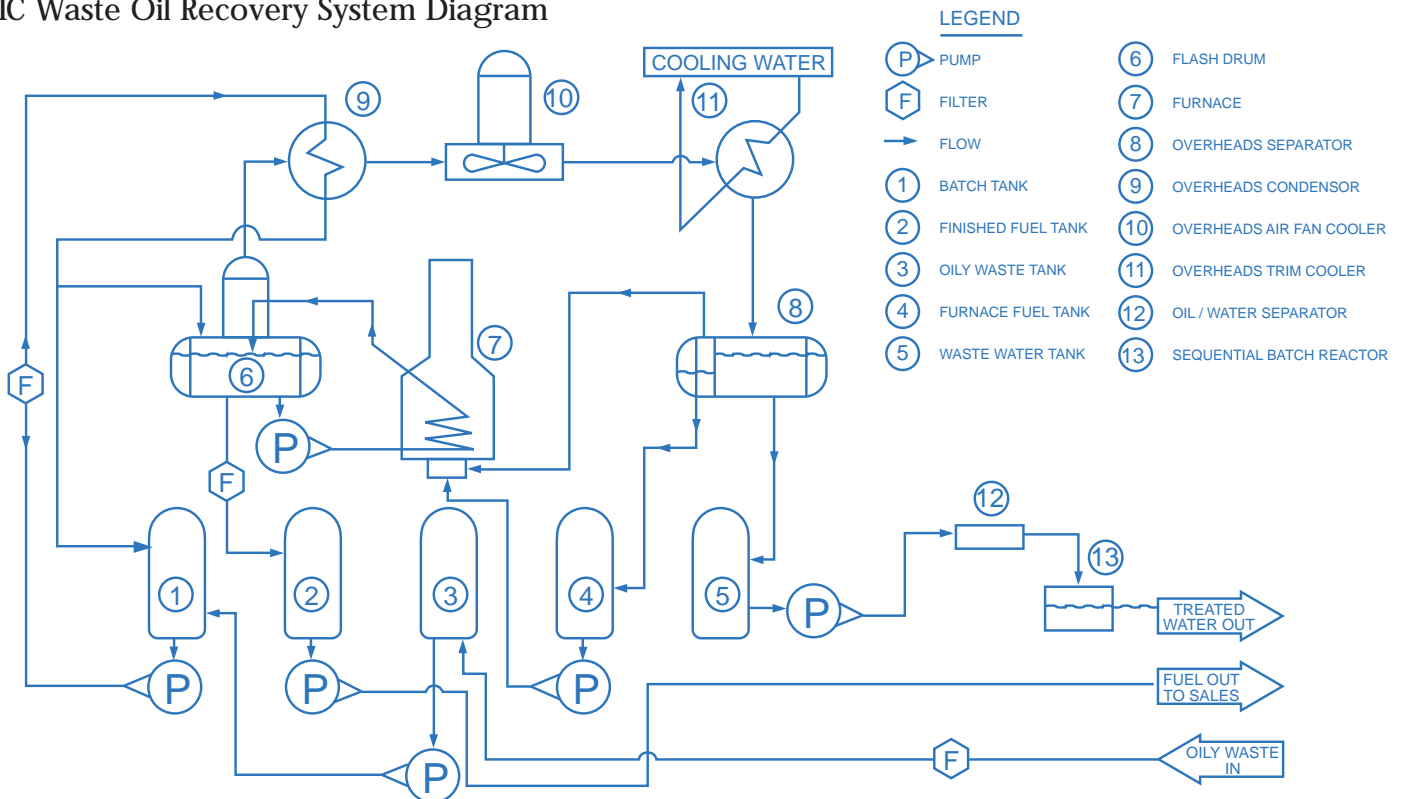 IC Waste Oil Recovery System Diagram
LEGEND
P PUMP
F FILTER
FLOW
1 BATCH TANK
2 FINISHED FUEL TANK
3 OILY WASTE TANK
4 FURNACE FUEL TANK
5 WASTE WATER TANK
6 FLASH DRUM
7 FURNACE
8 OVERHEADS SEPARATOR
9 OVERHEADS CONDENSOR
10 OVERHEADS AIR FAN COOLER
11 OVERHEADS TRIM COOLER
12 OIL / WATER SEPARATOR
13 SEQUENTIAL BATCH REACTOR
COOLING WATER
9
10
11
8
7
6
F
P
F
12
13
1
2
3
4
5
P
P
P
P
P
TREATED
WATER OUT
FUEL OUT
TO SALES
F
OILY WASTE
IN